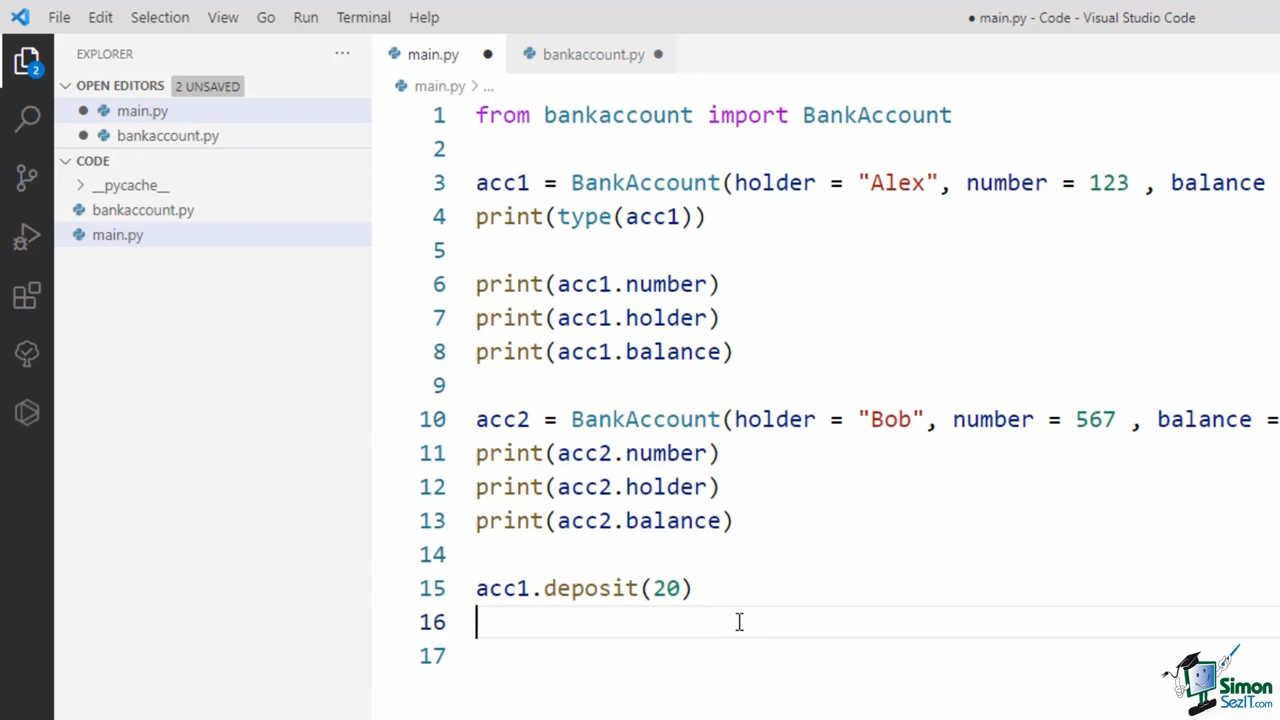 File Edit Selection View Go Run Terminal Help
● main.py - Code - Visual Studio Code
EXPLORER ...
OPEN EDITORS 2 UNSAVED
main.py
bankaccount.py
CODE
__pycache__
bankaccount.py
main.py
2
main.py ● bankaccount.py ●
main.py > ...
1 from bankaccount import BankAccount
2
3 acc1 = BankAccount(holder = "Alex", number = 123 , balance
4 print(type(acc1))
5
6 print(acc1.number)
7 print(acc1.holder)
8 print(acc1.balance)
9
10 acc2 = BankAccount(holder = "Bob", number = 567 , balance =
11 print(acc2.number)
12 print(acc2.holder)
13 print(acc2.balance)
14
15 acc1.deposit(20)
16
17
Simon
SezIT.com